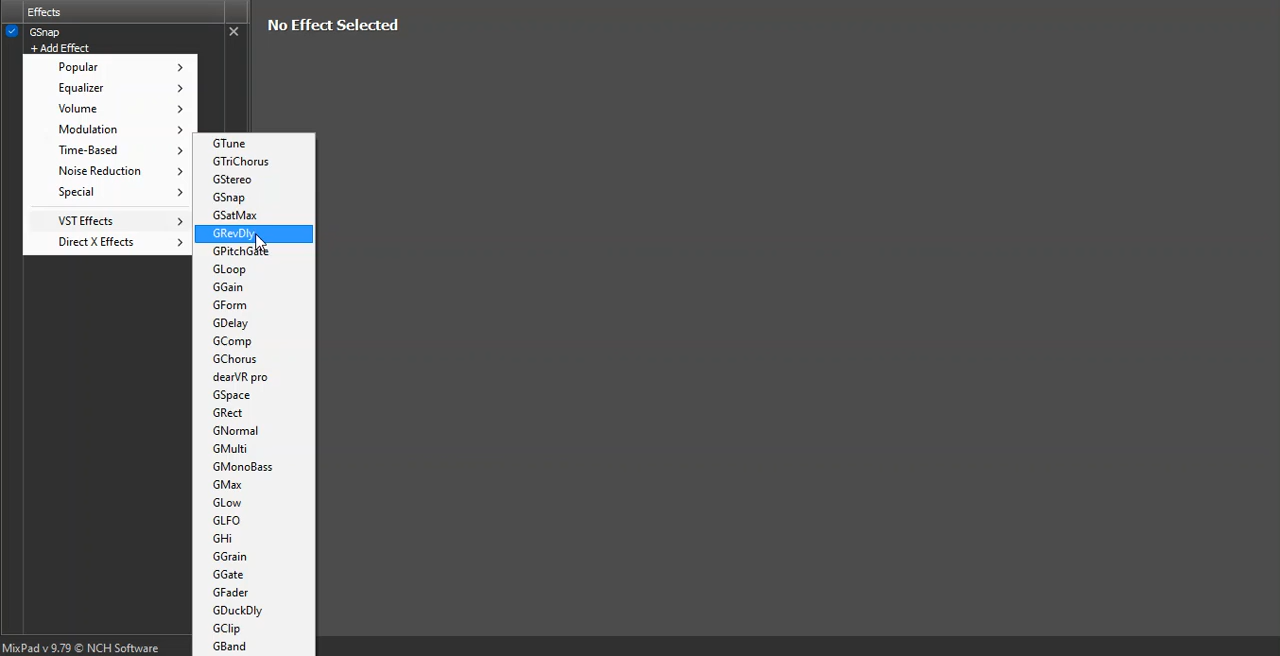 Effects
No Effect Selected
GSnap
+ Add Effect
Popular
Equalizer
Volume
Modulation
Time-Based
Noise Reduction
Special
VST Effects
Direct X Effects
GTune
GTriChorus
GStereo
GSnap
GSatMax
GRevDly
GPitchGate
GLoop
GGain
GForm
GDelay
GComp
GChorus
dearVR pro
GSpace
GRect
GNormal
GMulti
GMonoBass
GMax
GLow
GLFO
GHi
GGrain
GGate
GFader
GDuckDly
GClip
GBand
MixPad v 9.79 © NCH Software